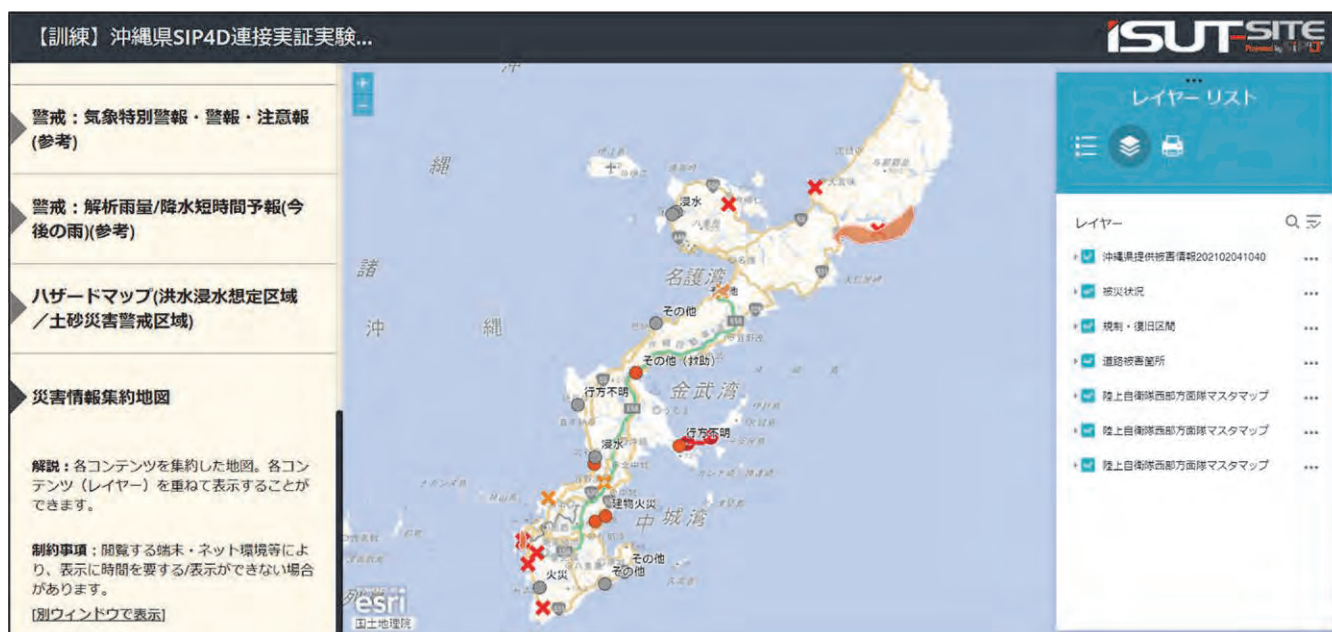 【訓練】沖縄県SIP4D連接実証実験...
ISUT-SITE
Powered by SIP4D
警戒:気象特別警報・警報・注意報
(参考)
警戒:解析雨量/降水短時間予報(今
後の雨)(参考)
ハザードマップ(洪水浸水想定区域
/土砂災害警戒区域)
災害情報集約地図
解説:各コンテンツを集約した地図。各コン
テンツ(レイヤー)を重ねて表示することが
できます。
制約事項:閲覧する端末・ネット環境等によ
り、表示に時間を要する/表示ができない場合
があります。
[別ウィンドウで表示]
+
−
沖
縄
諸
沖
縄
列
浸水
名護湾
その他
その他(救助)
金武湾
行方不明
行方不明
浸水
建物火災
中城湾
その他
その他
火災
esri
国土地理院
レイヤー リスト
レイヤー
沖縄県提供被害情報202102041040
被災状況
規制・復旧区間
道路被害箇所
陸上自衛隊西部方面隊マスタマップ
陸上自衛隊西部方面隊マスタマップ
陸上自衛隊西部方面隊マスタマップ